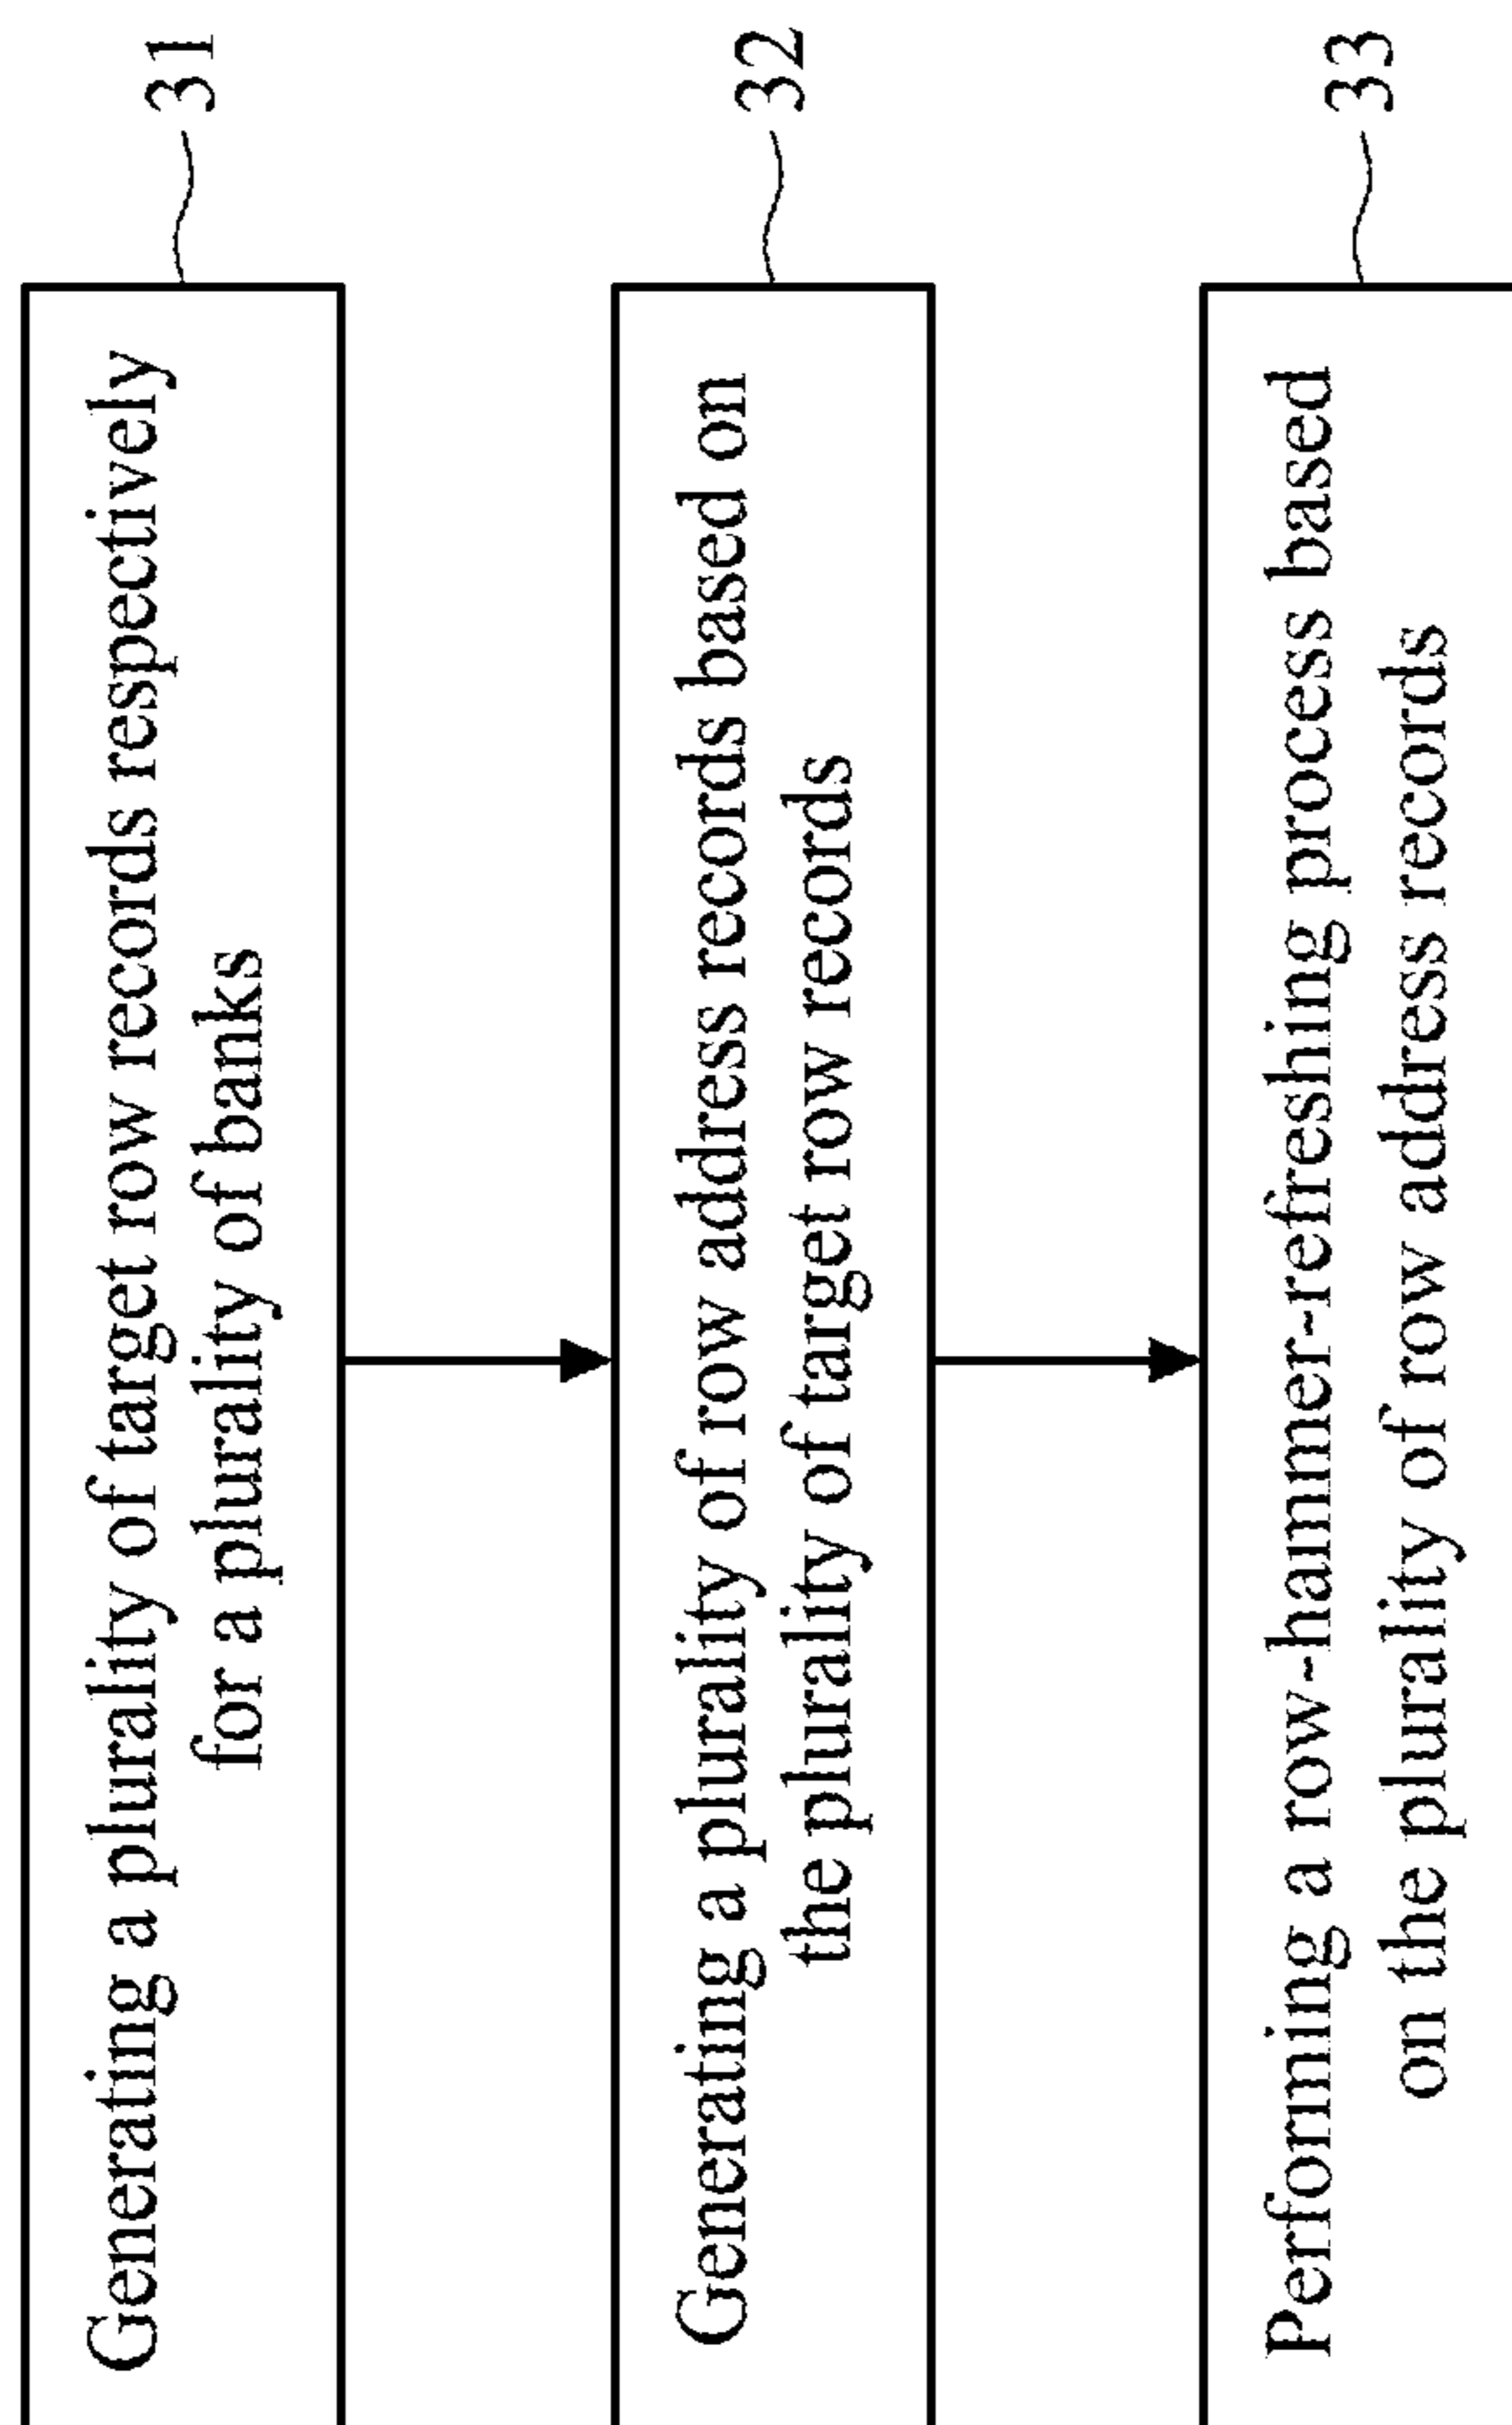 Generating a plurality of target row records respectively
for a plurality of banks
31
Generating a plurality of row address records based on
the plurality of target row records
32
Performing a row-hammer-refreshing process based
on the plurality of row address records
33